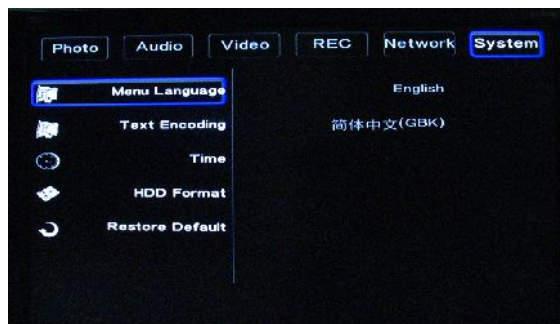 Photo Audio Video REC Network System
Menu Language English
Text Encoding 简体中文(GBK)
Time
HDD Format
Restore Default